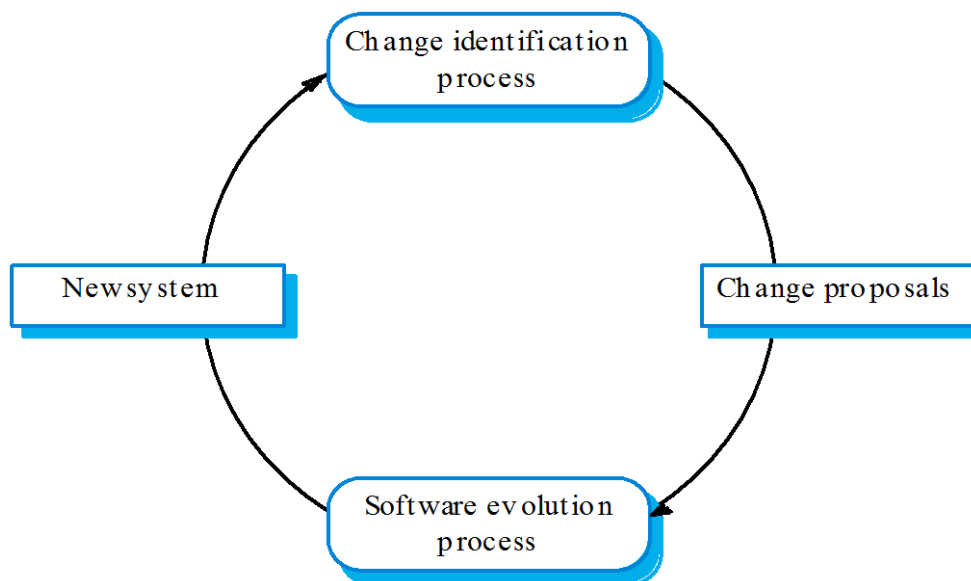 Change identification
process
Newsystem
Change proposals
Software evolution
process